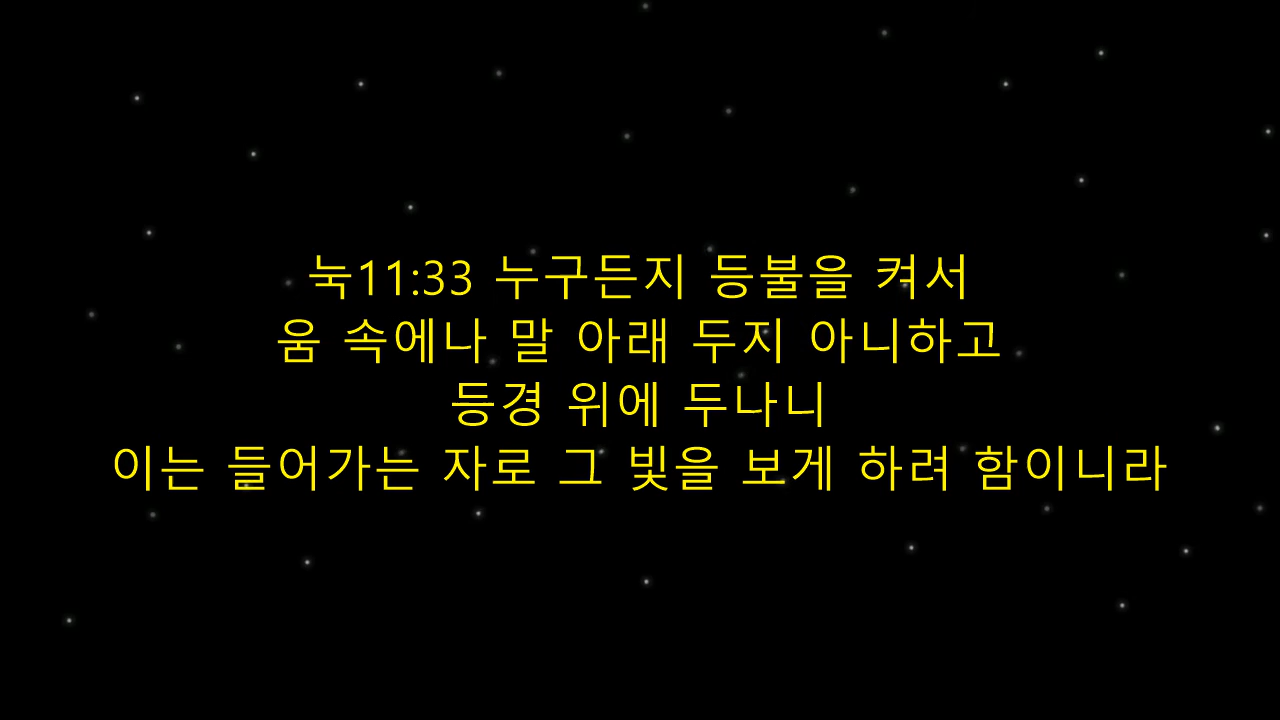 눅11:33 누구든지 등불을 켜서
움 속에나 말 아래 두지 아니하고
등경 위에 두나니
이는 들어가는 자로 그 빛을 보게 하려 함이니라